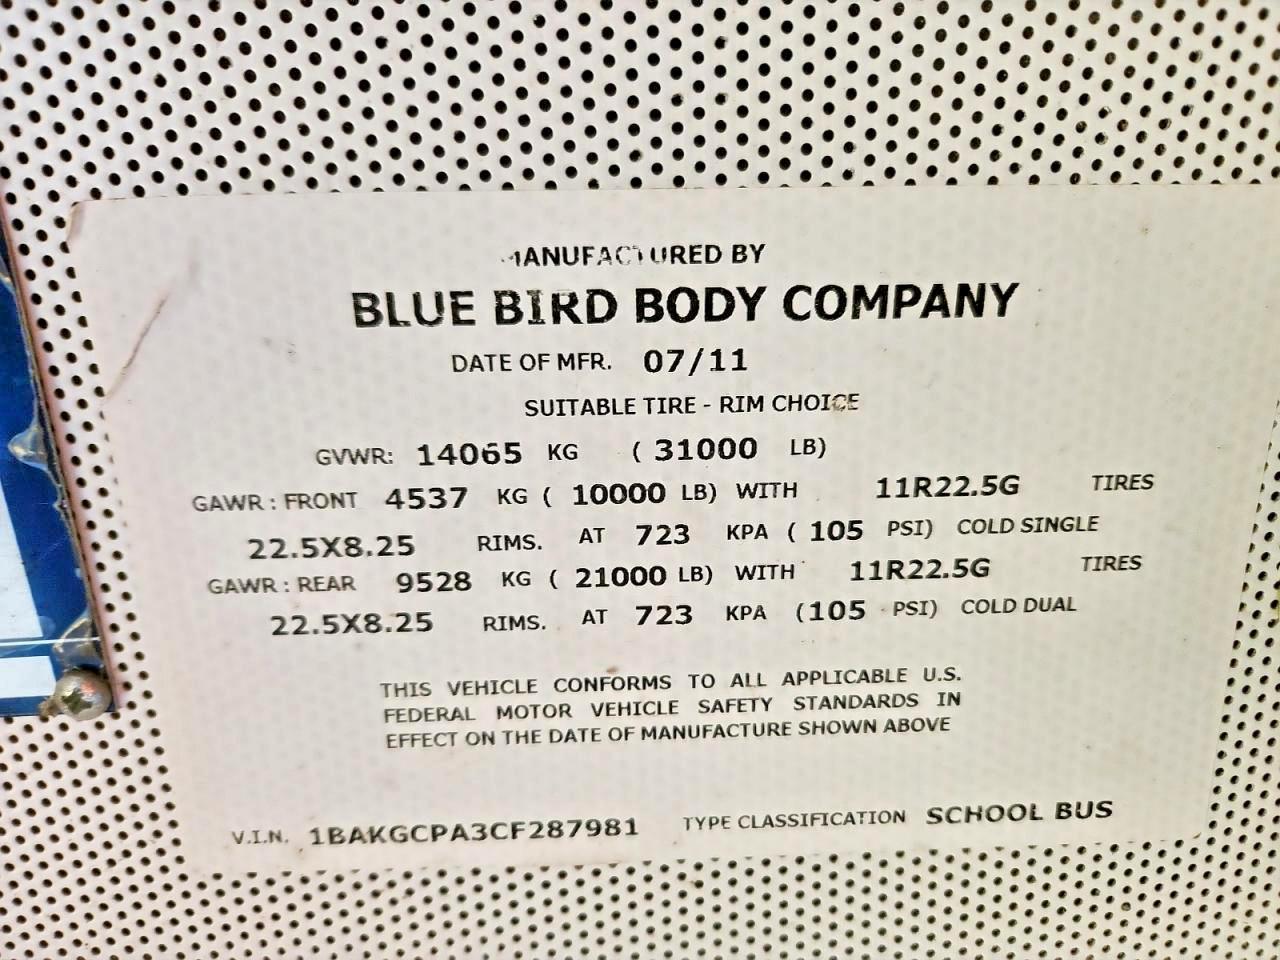 MANUFACTURED BY
BLUE BIRD BODY COMPANY
DATE OF MFR. 07/11
SUITABLE TIRE - RIM CHOICE
GVWR: 14065 KG ( 31000 LB)
GAWR : FRONT 4537 KG ( 10000 LB) WITH 11R22.5G TIRES
22.5X8.25 RIMS. AT 723 KPA ( 105 PSI) COLD SINGLE
GAWR : REAR 9528 KG ( 21000 LB) WITH 11R22.5G TIRES
22.5X8.25 RIMS. AT 723 KPA (105 PSI) COLD DUAL
THIS VEHICLE CONFORMS TO ALL APPLICABLE U.S.
FEDERAL MOTOR VEHICLE SAFETY STANDARDS IN
EFFECT ON THE DATE OF MANUFACTURE SHOWN ABOVE
V.I.N. 1BAKGCPA3CF287981 TYPE CLASSIFICATION SCHOOL BUS